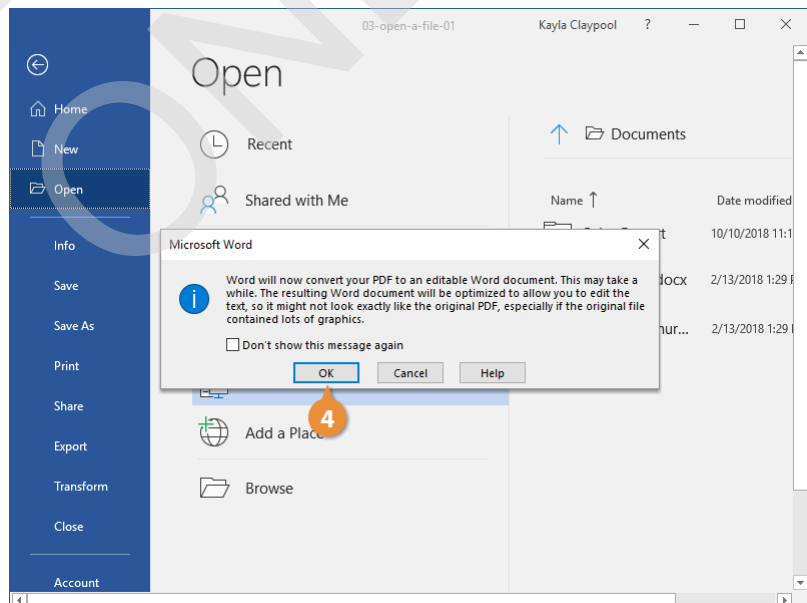 03-open-a-file-01
Kayla Claypool ?
Open
Home
New
Open
Info
Save
Save As
Print
Share
Export
Transform
Close
Account
Recent
Shared with Me
Add a Place
Browse
Documents
Name Date modified
10/10/2018 11:1
docx 2/13/2018 1:29
2/13/2018 1:29
Microsoft Word
Word will now convert your PDF to an editable Word document. This may take a
while. The resulting Word document will be optimized to allow you to edit the
text, so it might not look exactly like the original PDF, especially if the original file
contained lots of graphics.
Don't show this message again
OK Cancel Help
4